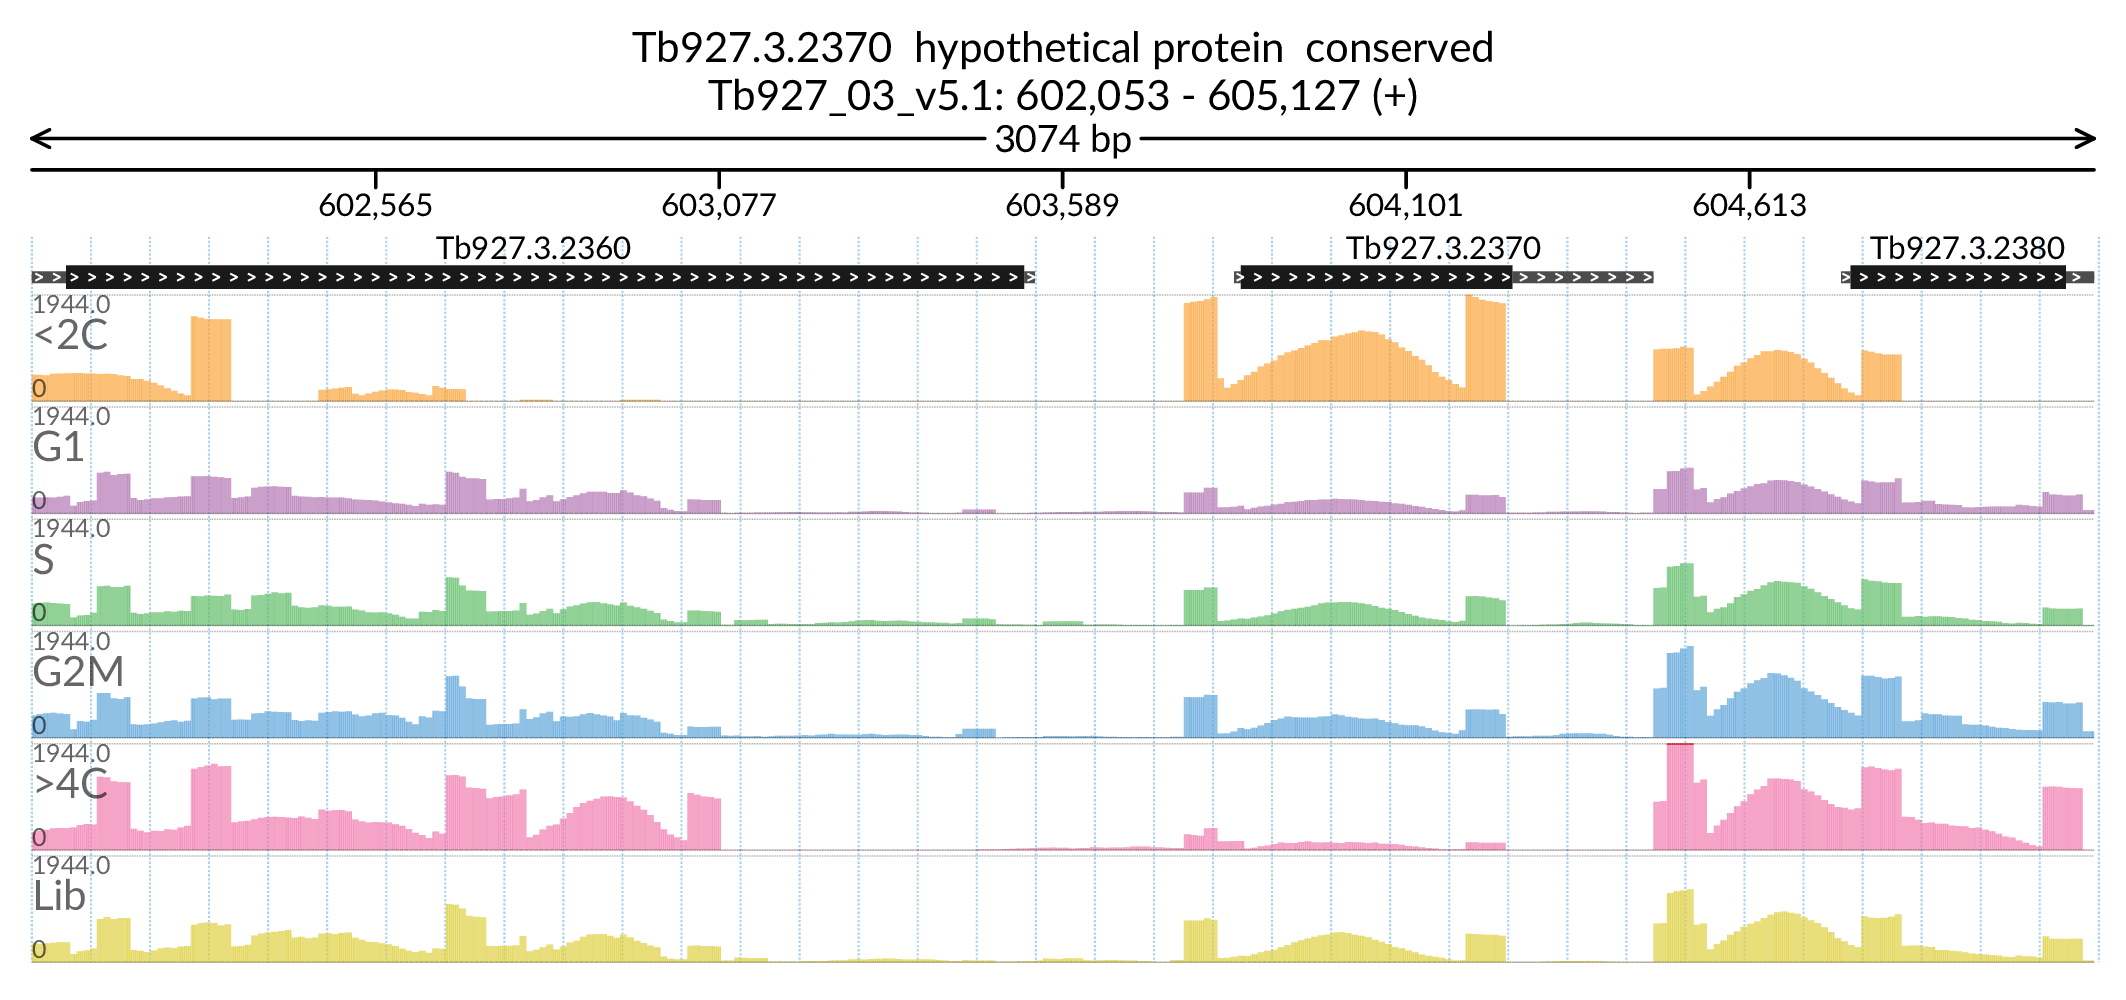 Tb927.3.2370 hypothetical protein conserved
Tb927_03_v5.1: 602,053 - 605,127 (+)
3074 bp
602,565 603,077 603,589 604,101 604,613
Tb927.3.2360 Tb927.3.2370 Tb927.3.2380
1944.0
<2C
0
1944.0
G1
0
1944.0
S
0
1944.0
G2M
0
1944.0
>4C
0
1944.0
Lib
0